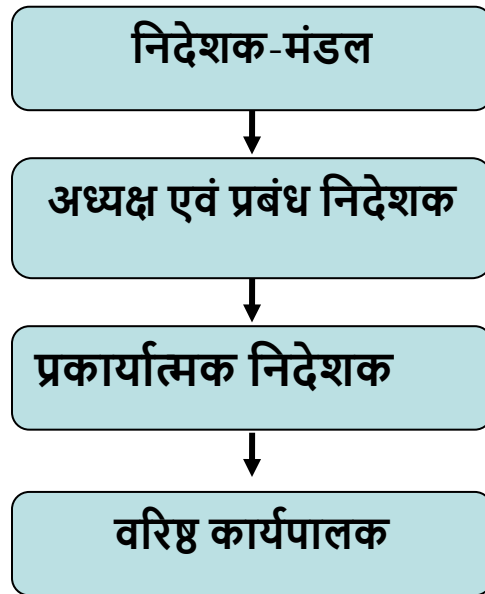 निदेशक-मंडल
अध्यक्ष एवं प्रबंध निदेशक
प्रकार्यात्मक निदेशक
वरिष्ठ कार्यपालक